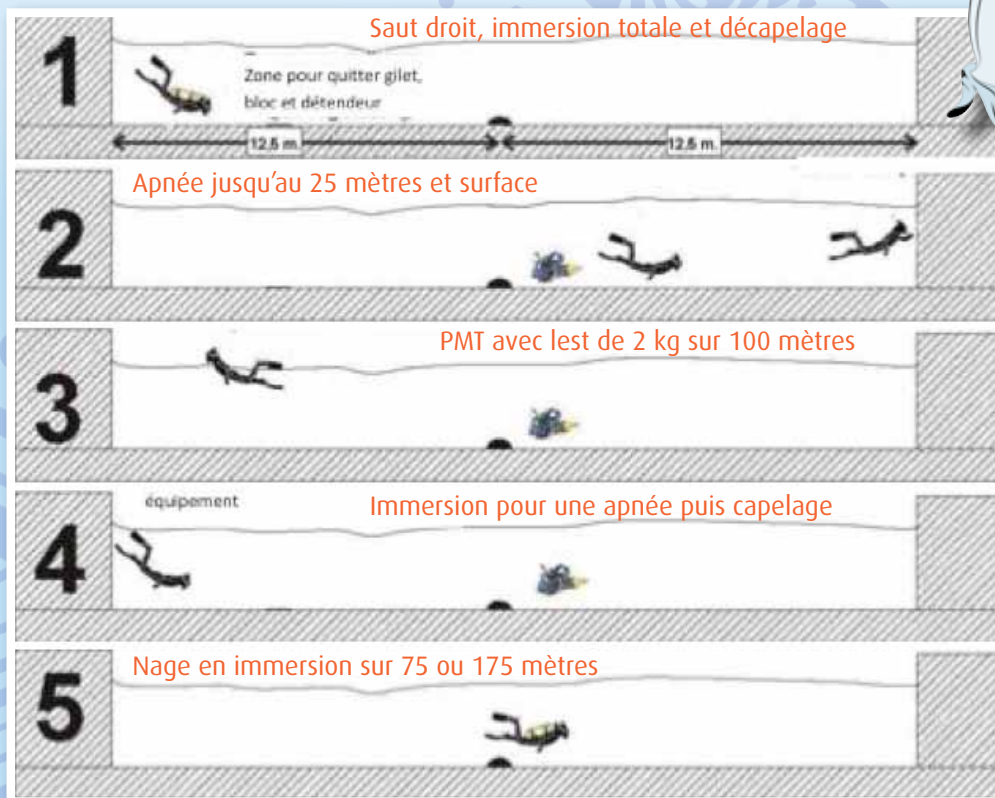 1
Saut droit, immersion totale et décapelage
Zone pour quitter gilet,
bloc et détendeur
12,5 m.
12,5 m.
2
Apnée jusqu'au 25 mètres et surface
3
PMT avec lest de 2 kg sur 100 mètres
4
équipement
Immersion pour une apnée puis capelage
5
Nage en immersion sur 75 ou 175 mètres